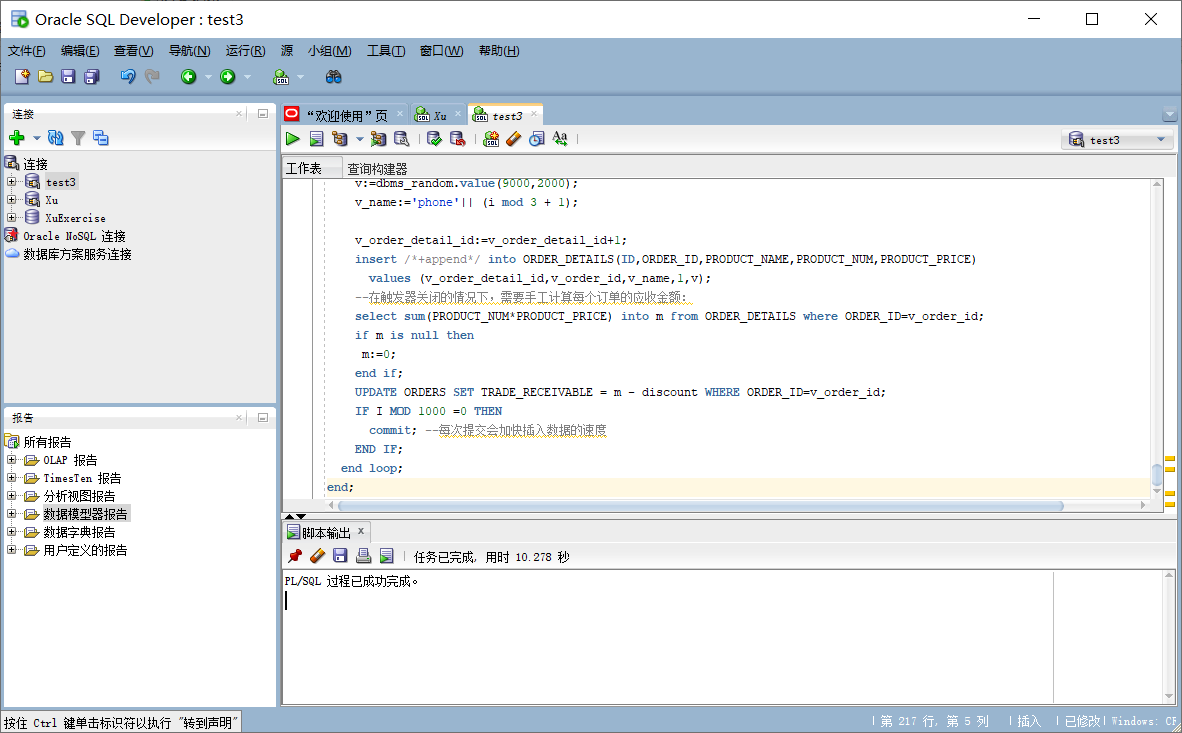 Oracle SQL Developer : test3
文件(F) 编辑(E) 查看(V) 导航(N) 运行(R) 源 小组(M) 工具(T) 窗口(W) 帮助(H)
连接
连接
test3
Xu
XuExercise
Oracle NoSQL 连接
数据库方案服务连接
报告
所有报告
OLAP 报告
TimesTen 报告
分析视图报告
数据模型器报告
数据字典报告
用户定义的报告
“欢迎使用”页 Xu test3
test3
工作表 查询构建器
v:=dbms_random.value(9000,2000);
v_name:='phone'|| (i mod 3 + 1);
v_order_detail_id:=v_order_detail_id+1;
insert /*+append*/ into ORDER_DETAILS(ID,ORDER_ID,PRODUCT_NAME,PRODUCT_NUM,PRODUCT_PRICE)
values (v_order_detail_id,v_order_id,v_name,1,v);
--在触发器关闭的情况下，需要手工计算每个订单的应收金额：
select sum(PRODUCT_NUM*PRODUCT_PRICE) into m from ORDER_DETAILS where ORDER_ID=v_order_id;
if m is null then
m:=0;
end if;
UPDATE ORDERS SET TRADE_RECEIVABLE = m - discount WHERE ORDER_ID=v_order_id;
IF I MOD 1000 =0 THEN
commit; --每次提交会加快插入数据的速度
END IF;
end loop;
end;
脚本输出 x
任务已完成, 用时 10.278 秒
PL/SQL 过程已成功完成。
按住 Ctrl 键单击标识符以执行 "转到声明"
第 217 行, 第 5 列 插入 已修改 Windows: CF